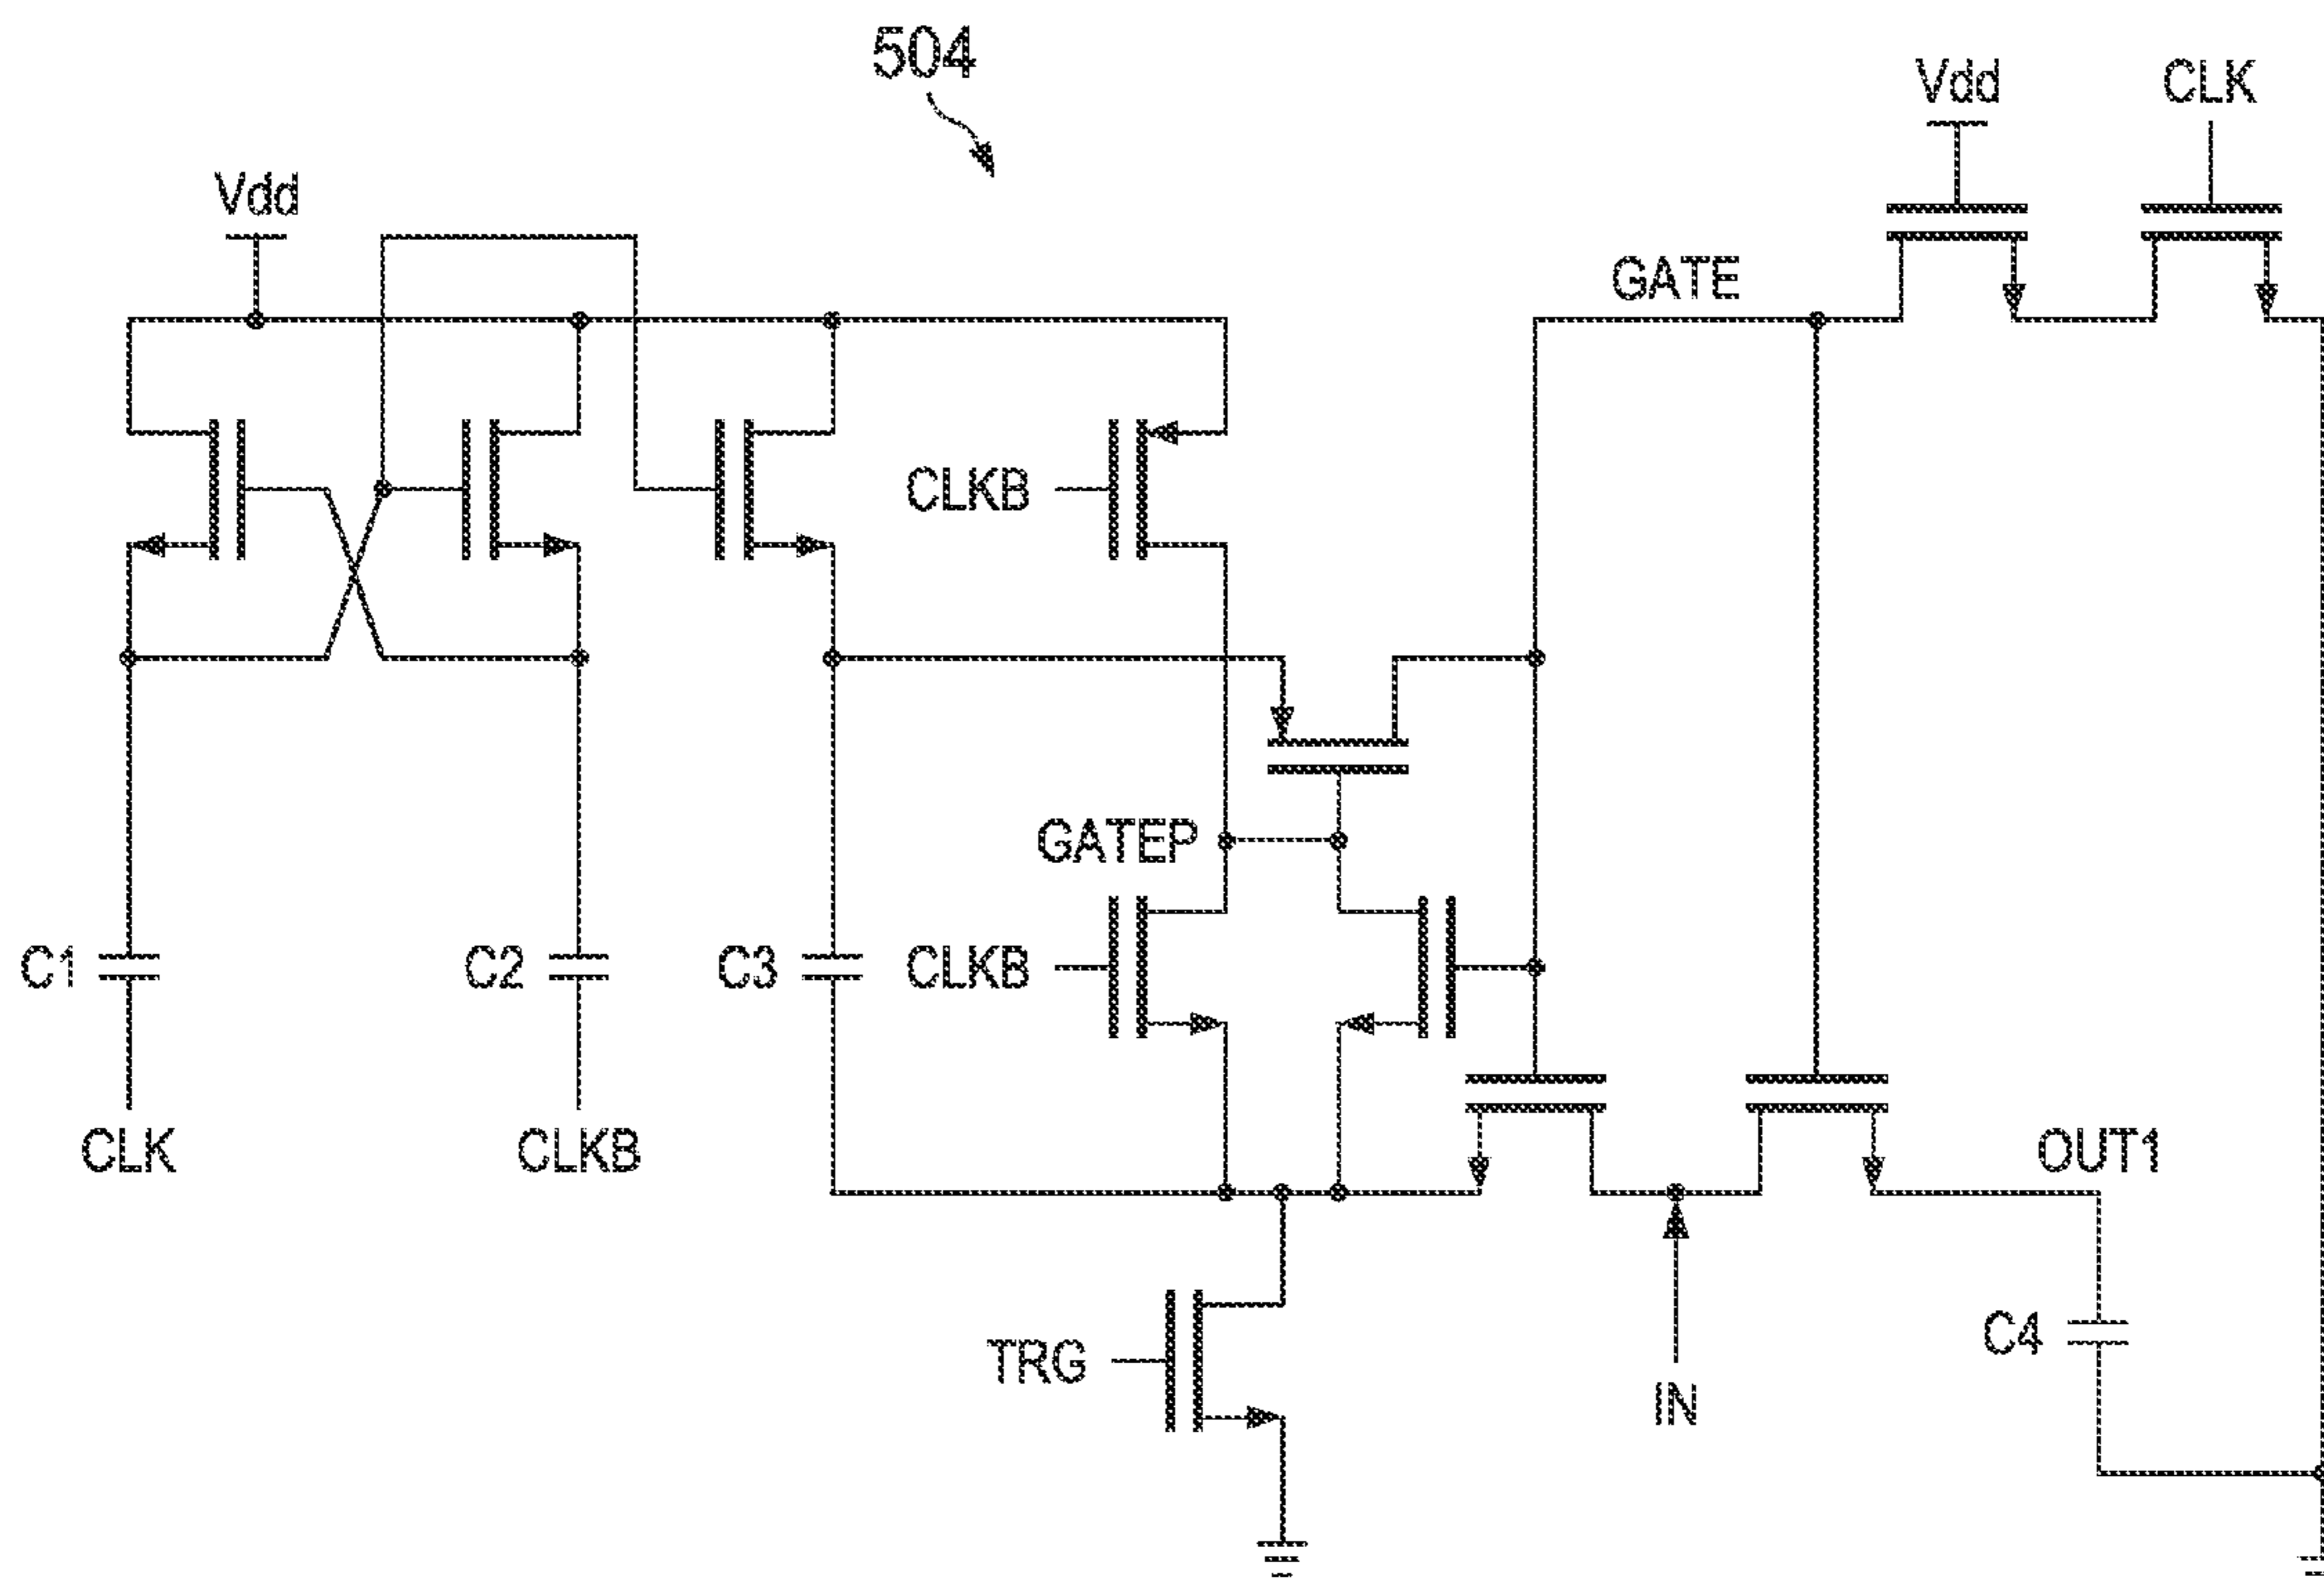 504
Vdd
CLK
Vdd
GATE
CLKB
GATEP
C1
C2
C3
CLKB
CLK
CLKB
OUT1
TRG
C4
IN